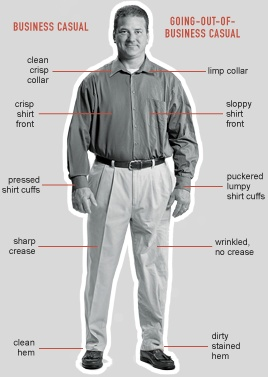 BUSINESS CASUAL
GOING-OUT-OF-
BUSINESS CASUAL
clean
crisp
collar
limp collar
crisp
shirt
front
sloppy
shirt
front
pressed
shirt cuffs
puckered
lumpy
shirt cuffs
sharp
crease
wrinkled,
no crease
clean
hem
dirty
stained
hem